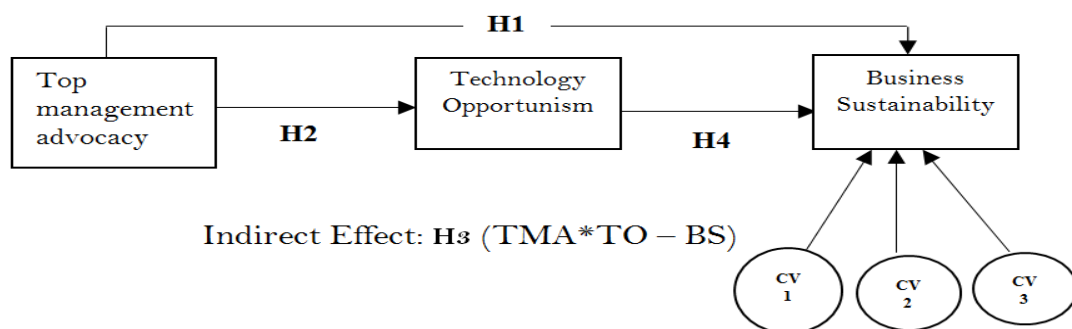 H1
Top
management
advocacy
Technology
Opportunism
Business
Sustainability
H2
H4
Indirect Effect: H3 (TMA*TO – BS)
CV
1
CV
2
CV
3